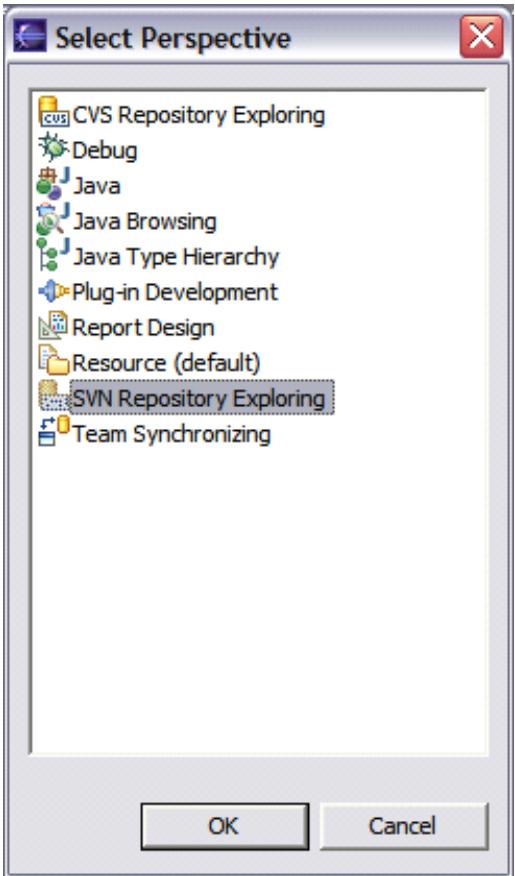 Select Perspective
CVS Repository Exploring
Debug
Java
Java Browsing
Java Type Hierarchy
Plug-in Development
Report Design
Resource (default)
SVN Repository Exploring
Team Synchronizing
OK
Cancel